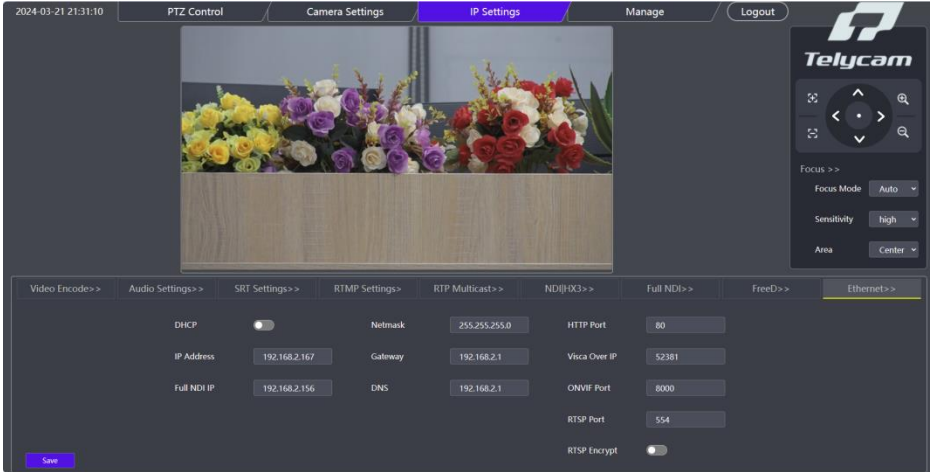 2024-03-21 21:31:10 PTZ Control Camera Settings IP Settings Manage Logout
Telycam
Focus >>
Focus Mode Auto
Sensitivity high
Area Center
Video Encode>> Audio Settings>> SRT Settings>> RTMP Settings> RTP Multicast>> NDI|HX3>> Full NDI>> FreeD>> Ethernet>>
DHCP Netmask 255.255.255.0 HTTP Port 80
IP Address 192.168.2.167 Gateway 192.168.2.1 Visca Over IP 52381
Full NDI IP 192.168.2.156 DNS 192.168.2.1 ONVIF Port 8000
RTSP Port 554
RTSP Encrypt
Save